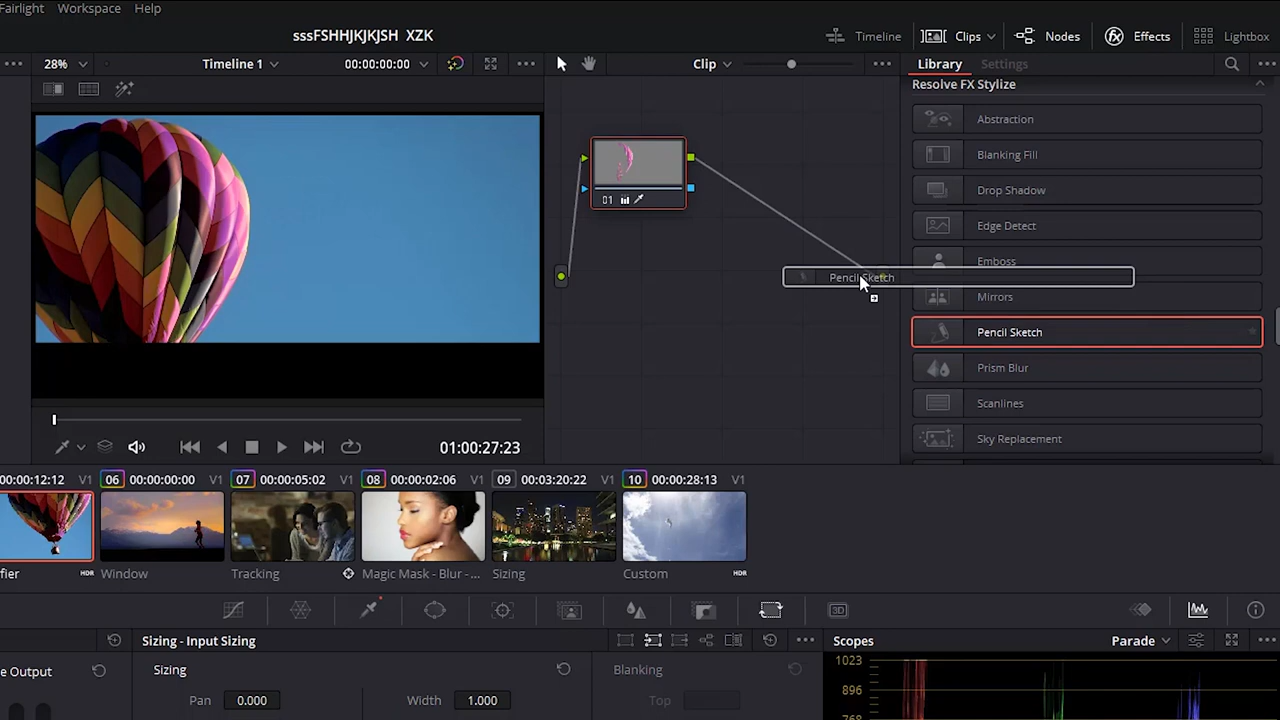 Fairlight Workspace Help
sssFSHHJKJKJSH XZK
Timeline Clips Nodes Effects Lightbox
28% Timeline 1 00:00:00:00 Clip Library Settings
Resolve FX Stylize
Abstraction
Blanking Fill
Drop Shadow
Edge Detect
Emboss
Pencil Sketch
Mirrors
Pencil Sketch
Prism Blur
Scanlines
Sky Replacement
01
01:00:27:23
00:00:12:12 V1 06 00:00:00:00 V1 07 00:00:05:02 V1 08 00:00:02:06 V1 09 00:03:20:22 V1 10 00:00:28:13 V1
fier HDR Window Tracking Magic Mask - Blur - ... Sizing Custom HDR
3D
Sizing - Input Sizing Scopes Parade
e Output Sizing Blanking
1023
896
768
Pan 0.000 Width 1.000 Top